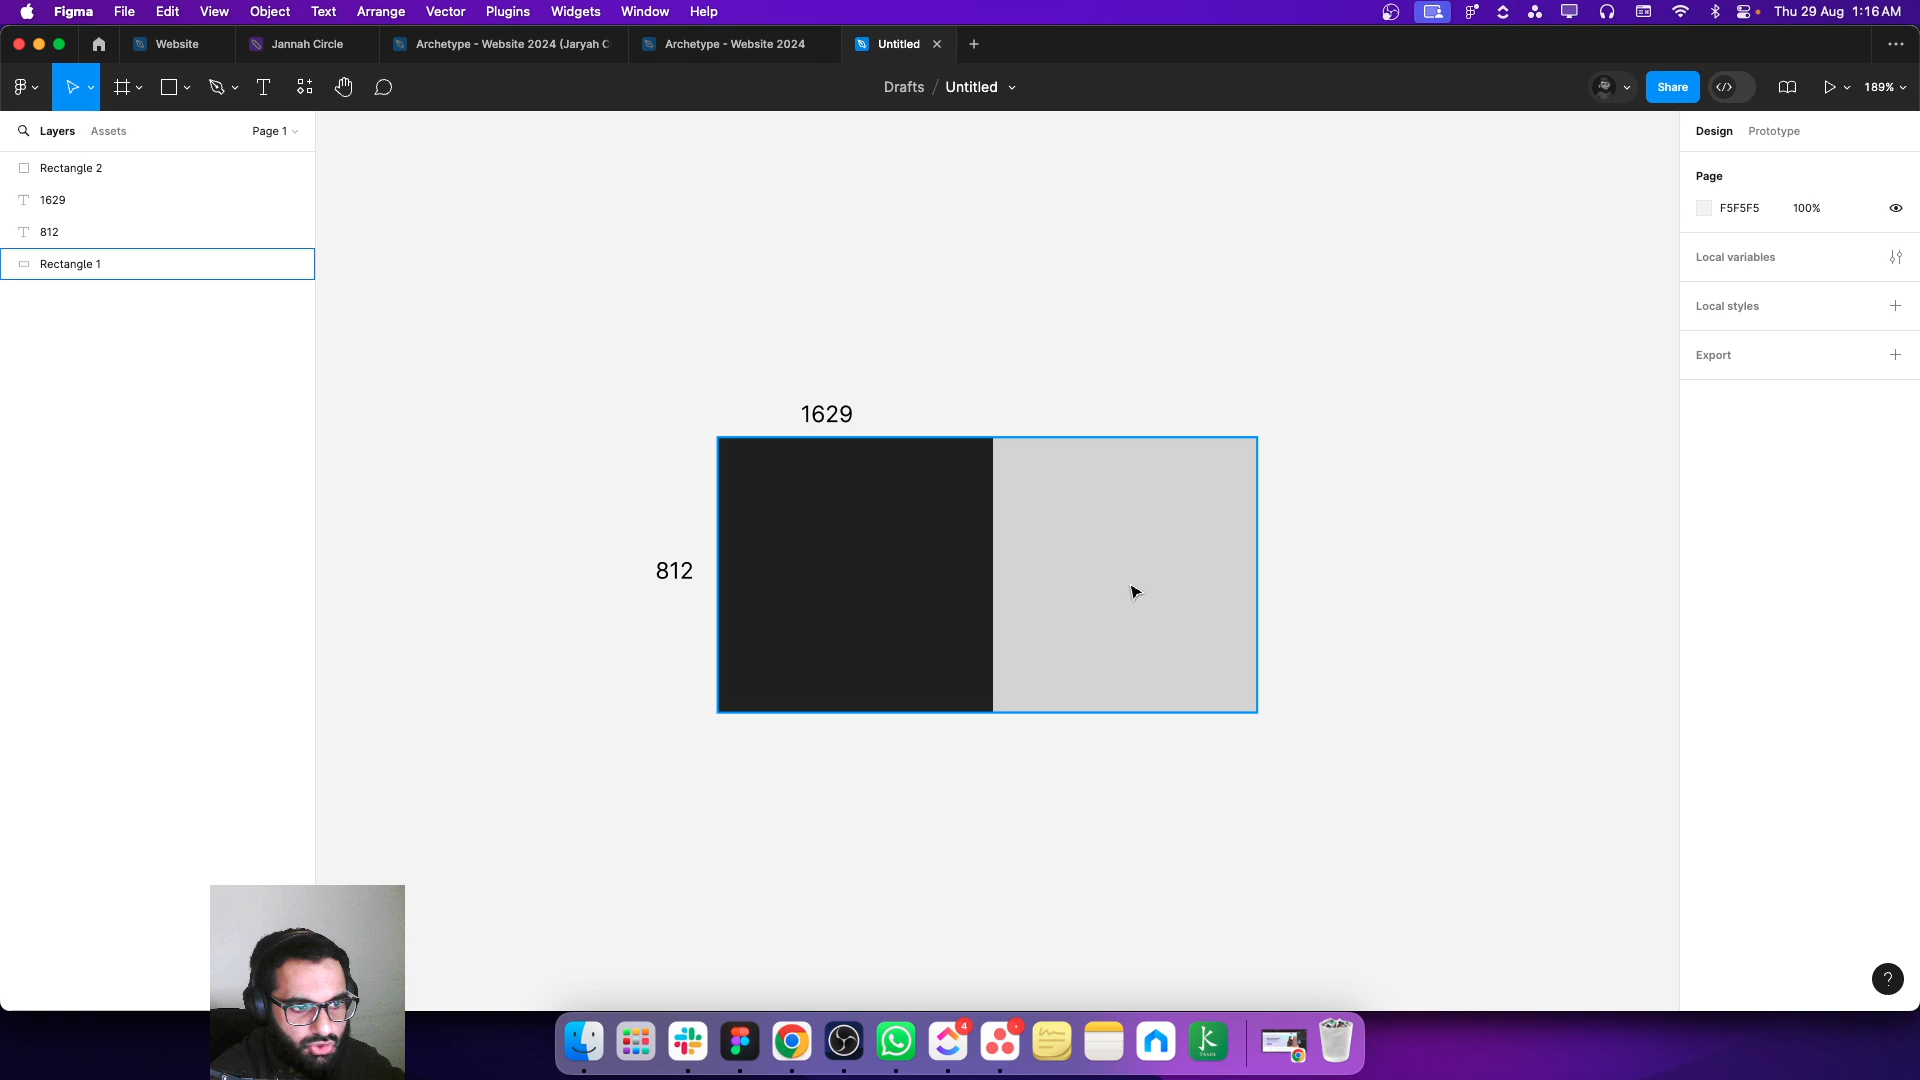 Figma File Edit View Object Text Arrange Vector Plugins Widgets Window Help Thu 29 Aug 1:16 AM
Website Jannah Circle Archetype - Website 2024 (Jaryah C Archetype - Website 2024 Untitled
Drafts / Untitled Share 189%
Layers Assets Page 1
Rectangle 2
1629
812
Rectangle 1
1629
812
Design Prototype
Page
F5F5F5 100%
Local variables
Local styles
Export
?
4
TRADE